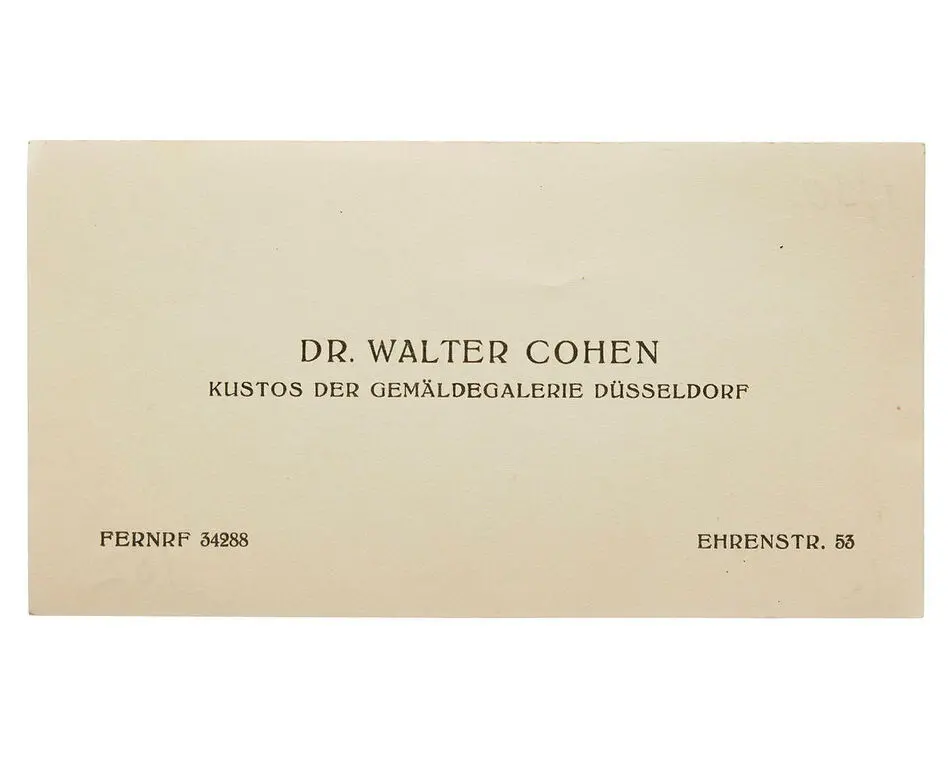 DR. WALTER COHEN
KUSTOS DER GEMÄLDEGALERIE DÜSSELDORF
FERNRF 34288
EHRENSTR. 53